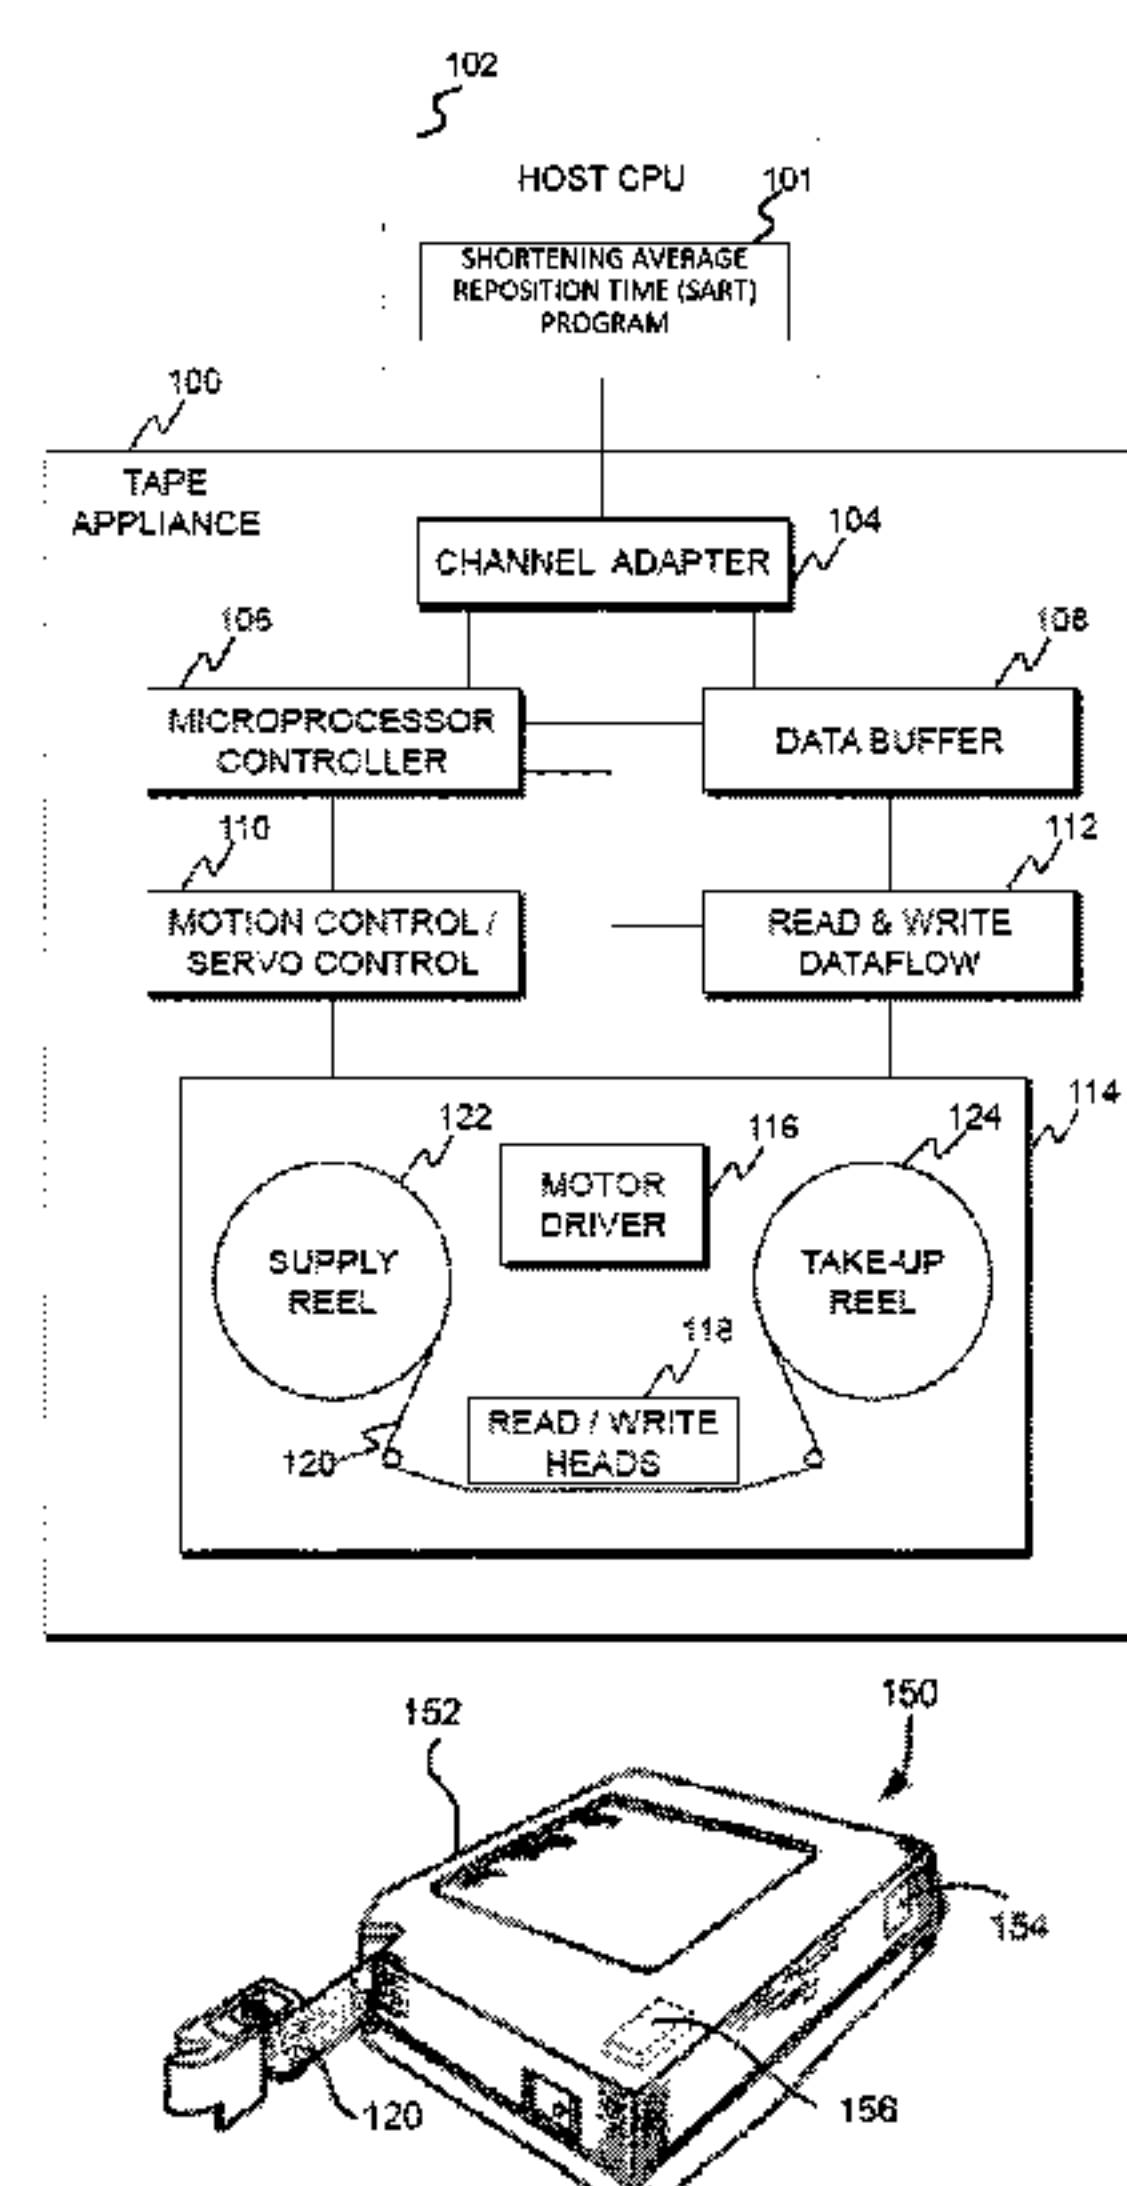 102
HOST CPU
101
SHORTENING AVERAGE
REPOSITION TIME (SART)
PROGRAM
100
TAPE
APPLIANCE
104
CHANNEL ADAPTER
106
108
MICROPROCESSOR
CONTROLLER
DATA BUFFER
110
112
MOTION CONTROL /
SERVO CONTROL
READ & WRITE
DATAFLOW
114
122
116
124
MOTOR
DRIVER
SUPPLY
REEL
TAKE-UP
REEL
118
READ / WRITE
HEADS
120
150
152
154
156
120